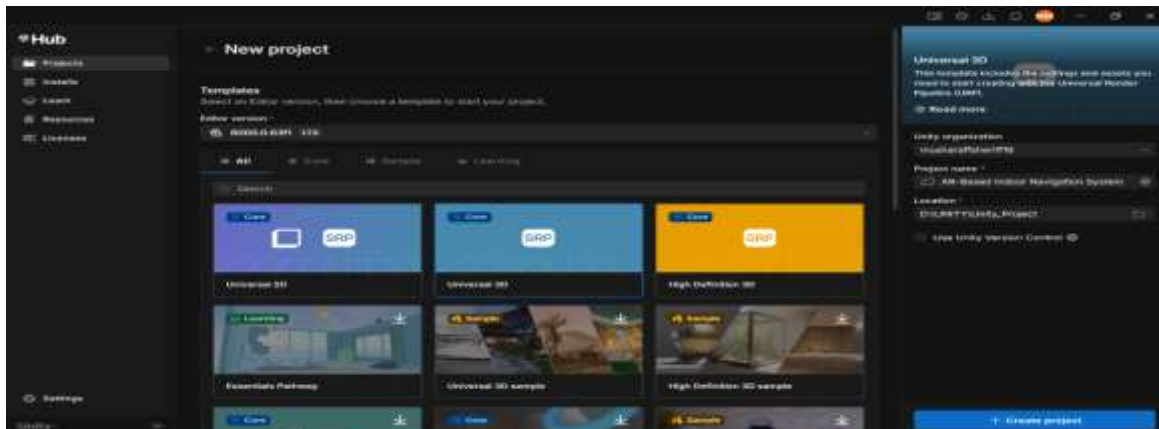 Hub
Projects
Installs
Learn
Resources
Licenses
Settings
New project
Templates
Select an Editor version, then choose a template to start your project.
Editor version
LTS
All
Core
Sample
Learning
Search
Core
SRP
Universal 2D
Core
SRP
Universal 3D
Core
SRP
High Definition 3D
Learning
Essentials Pathway
Sample
Universal 3D sample
Sample
High Definition 3D sample
Core
Core
Sample
Universal 3D
This template includes the settings and assets you
need to start creating with the Universal Render
Pipeline (URP).
Read more
Unity organization
Project name *
AR-Based Indoor Navigation System
Location *
D:\UNITY\Unity_Project
Use Unity Version Control
+ Create project